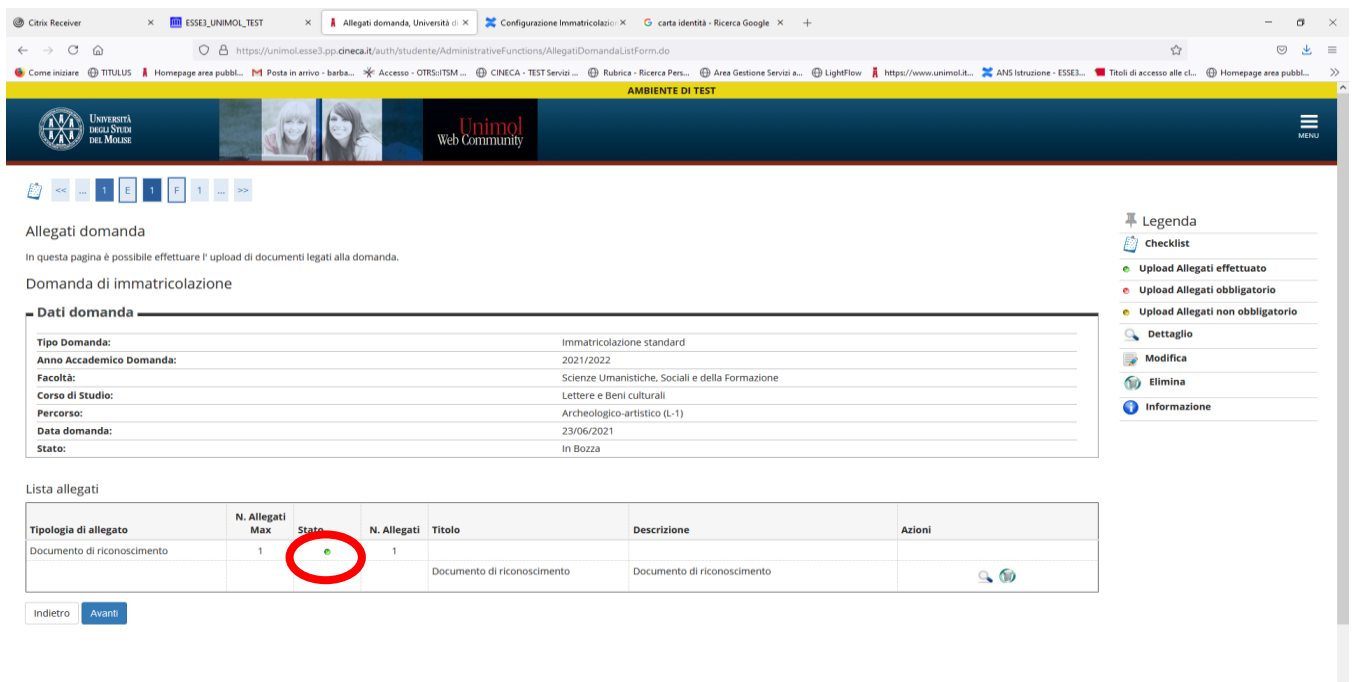 Citrix Receiver
ESSE3_UNIMOL_TEST
Allegati domanda, Università di
Configurazione Immatricolazion
carta identità - Ricerca Google
https://unimol.esse3.pp.cineca.it/auth/studente/AdministrativeFunctions/AllegatiDomandaListForm.do
Come iniziare TITULUS Homepage area pubbl... Posta in arrivo - barba... Accesso - OTRS::ITSM ... CINECA - TEST Servizi ... Rubrica - Ricerca Pers... Area Gestione Servizi a... LightFlow https://www.unimol.it... ANS Istruzione - ESSE3... Titoli di accesso alle cl... Homepage area pubbl...
AMBIENTE DI TEST
Università
degli Studi
del Molise
Unimol
Web Community
MENU
<< ... 1 E 1 F 1 ... >>
Allegati domanda
In questa pagina è possibile effettuare l' upload di documenti legati alla domanda.
Domanda di immatricolazione
Dati domanda
Tipo Domanda: Immatricolazione standard
Anno Accademico Domanda: 2021/2022
Facoltà: Scienze Umanistiche, Sociali e della Formazione
Corso di Studio: Lettere e Beni culturali
Percorso: Archeologico-artistico (L-1)
Data domanda: 23/06/2021
Stato: In Bozza
Lista allegati
Tipologia di allegato N. Allegati Max Stato N. Allegati Titolo Descrizione Azioni
Documento di riconoscimento 1 1
Documento di riconoscimento Documento di riconoscimento
Indietro Avanti
Legenda
Checklist
Upload Allegati effettuato
Upload Allegati obbligatorio
Upload Allegati non obbligatorio
Dettaglio
Modifica
Elimina
Informazione